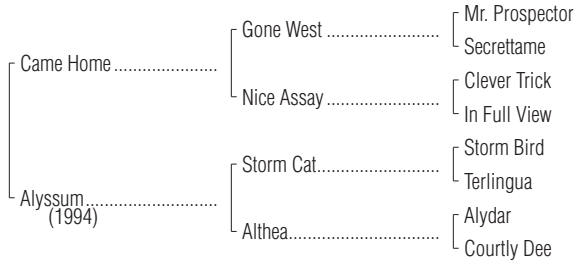 Mr. Prospector
Gone West ........................
Secrettame
Came Home ......................
Clever Trick
Nice Assay ........................
In Full View
Storm Bird
Storm Cat..........................
Terlingua
Alyssum............................
(1994)
Alydar
Althea................................
Courtly Dee